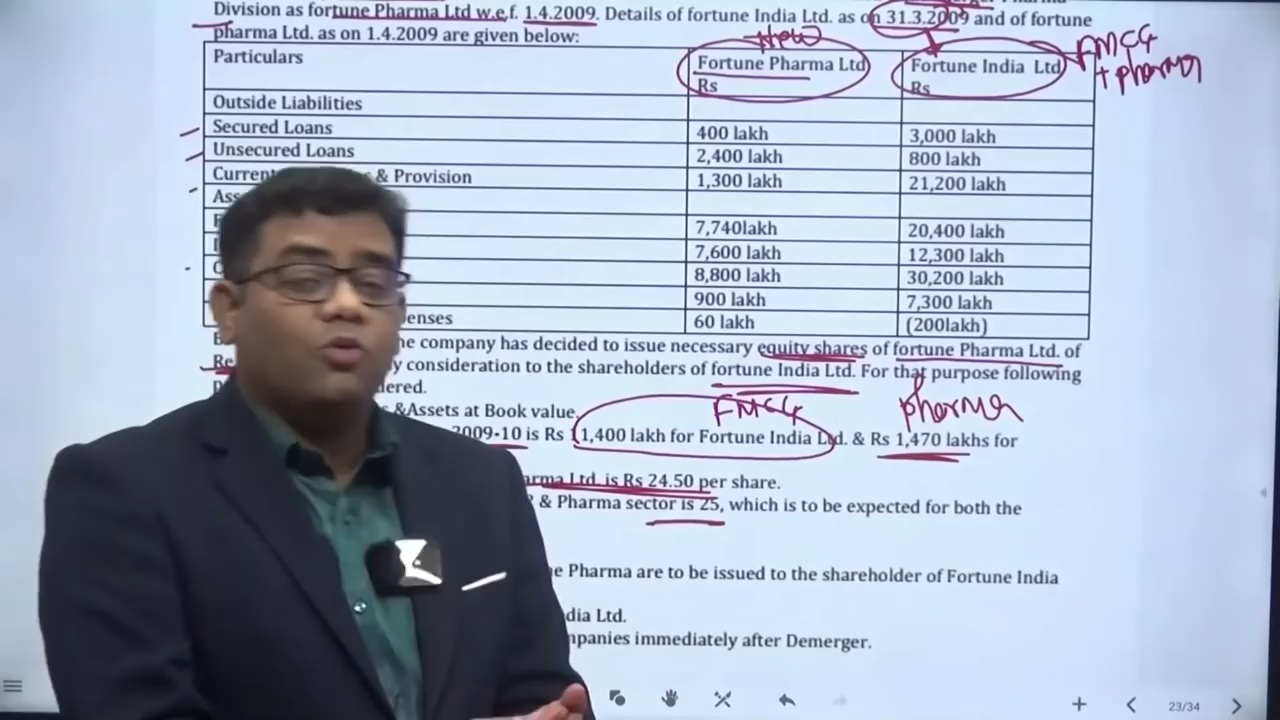 Division as fortune Pharma Ltd w.e.f. 1.4.2009. Details of fortune India Ltd. as on 31.3.2009 and of fortune
pharma Ltd. as on 1.4.2009 are given below:
New
FMCG
+ pharma
Particulars Fortune Pharma Ltd Fortune India Ltd
Rs Rs
Outside Liabilities
Secured Loans 400 lakh 3,000 lakh
Unsecured Loans 2,400 lakh 800 lakh
Current & Provision 1,300 lakh 21,200 lakh
Ass
7,740lakh 20,400 lakh
7,600 lakh 12,300 lakh
8,800 lakh 30,200 lakh
900 lakh 7,300 lakh
enses 60 lakh (200lakh)
he company has decided to issue necessary equity shares of fortune Pharma Ltd. of
Re y consideration to the shareholders of fortune India Ltd. For that purpose following
ered.
&Assets at Book value.
FMCG pharma
2009-10 is Rs 11,400 lakh for Fortune India Ltd. & Rs 1,470 lakhs for
arma Ltd. is Rs 24.50 per share.
& Pharma sector is 25, which is to be expected for both the
e Pharma are to be issued to the shareholder of Fortune India
dia Ltd.
panies immediately after Demerger.
23/34